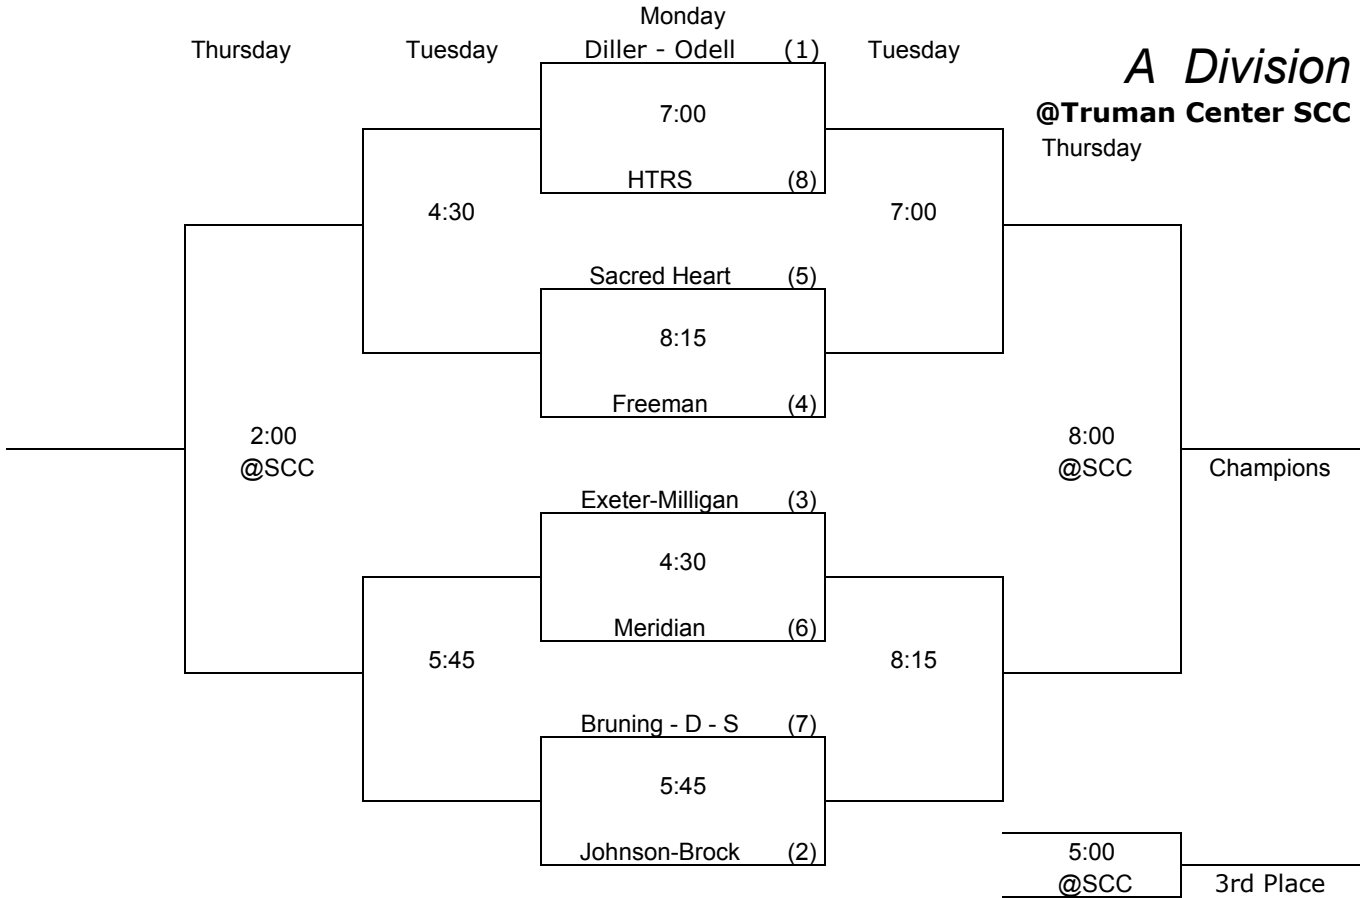 Monday
Thursday Tuesday Diller - Odell (1) Tuesday
A Division
@Truman Center SCC
7:00
Thursday
HTRS (8)
4:30 7:00
Sacred Heart (5)
8:15
Freeman (4)
2:00 8:00
@SCC @SCC Champions
Exeter-Milligan (3)
4:30
Meridian (6)
5:45 8:15
Bruning - D - S (7)
5:45
Johnson-Brock (2) 5:00
@SCC 3rd Place